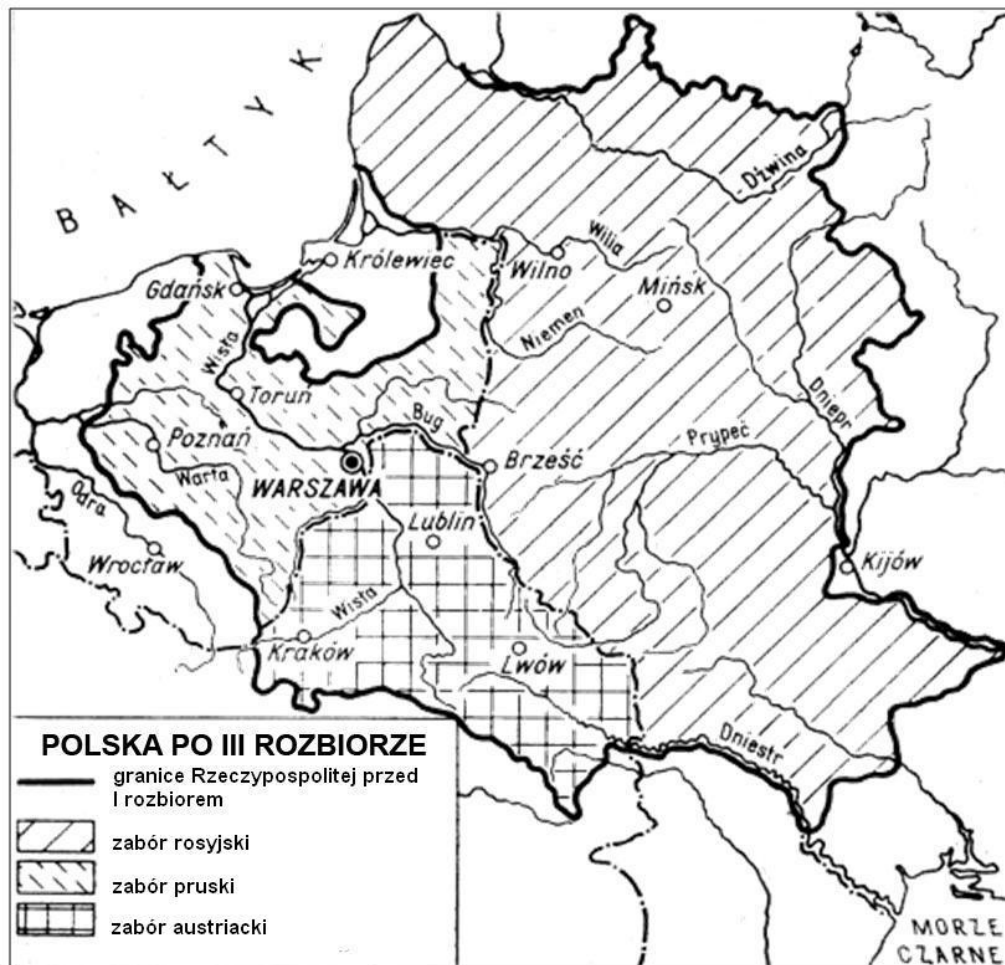 BAŁTYK
Dźwina
Królewiec
Wilno
Wilia
Mińsk
Gdańsk
Niemen
Wisła
Toruń
Dniepr
Bug
Prypeć
Poznań
Brześć
Warta
WARSZAWA
Odra
Lublin
Wrocław
Kijów
Wisła
Kraków
Lwów
Dniestr
POLSKA PO III ROZBIORZE
granice Rzeczypospolitej przed
I rozbiorem
zabór rosyjski
zabór pruski
zabór austriacki
MORZE
CZARNE